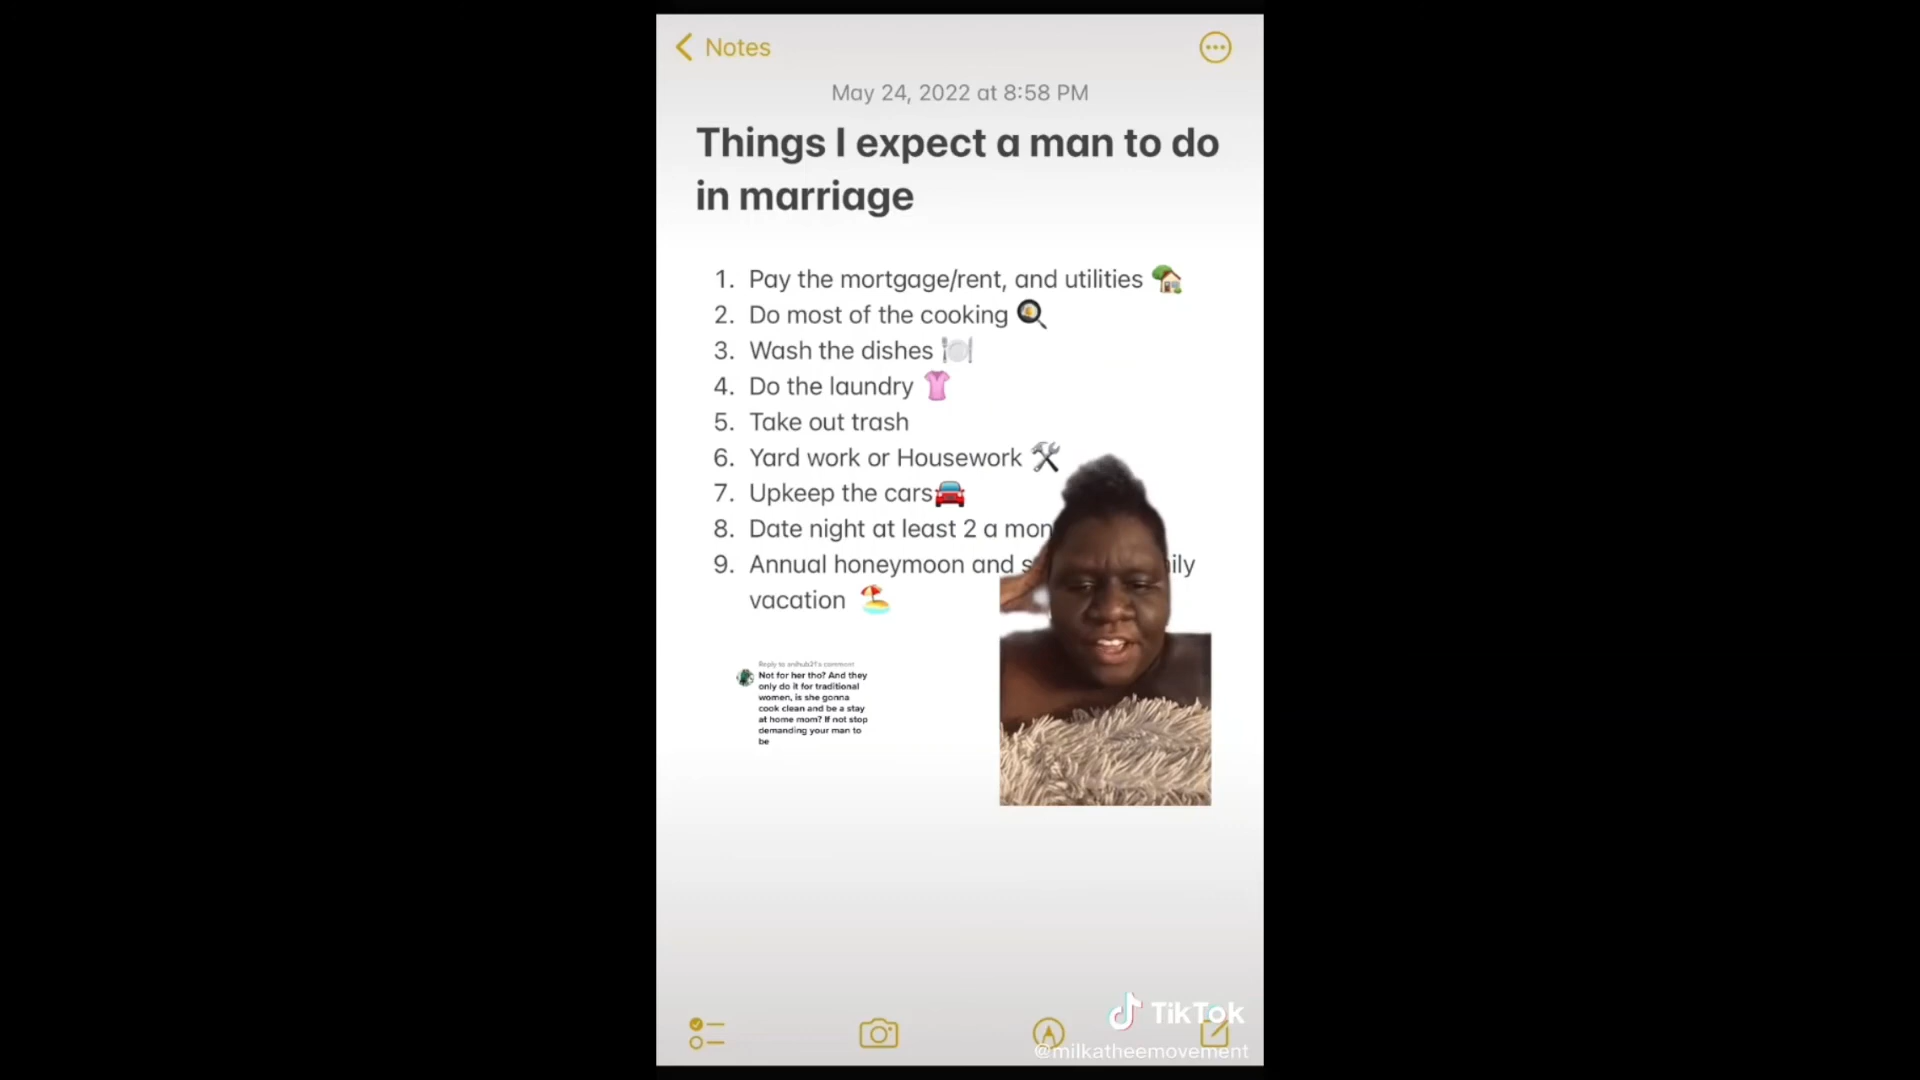 Notes
May 24, 2022 at 8:58 PM
Things I expect a man to do
in marriage
1. Pay the mortgage/rent, and utilities
2. Do most of the cooking
3. Wash the dishes
4. Do the laundry
5. Take out trash
6. Yard work or Housework
7. Upkeep the cars
8. Date night at least 2 a mon
9. Annual honeymoon and s ily
vacation
Reply to 's comment
Not for her tho? And they
only do it for traditional
women, is she gonna
cook clean and be a stay
at home mom? If not stop
demanding your man to
be
TikTok
@milkatheemovement